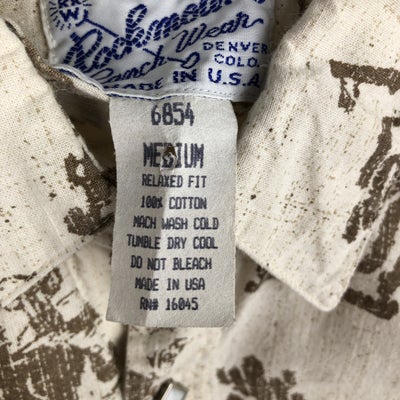 RR
W
Rockmount
Ranch Wear
DENVER
COLO.
MADE IN U.S.A
6854
MEDIUM
RELAXED FIT
100% COTTON
MACH WASH COLD
TUMBLE DRY COOL
DO NOT BLEACH
MADE IN USA
RN# 16045